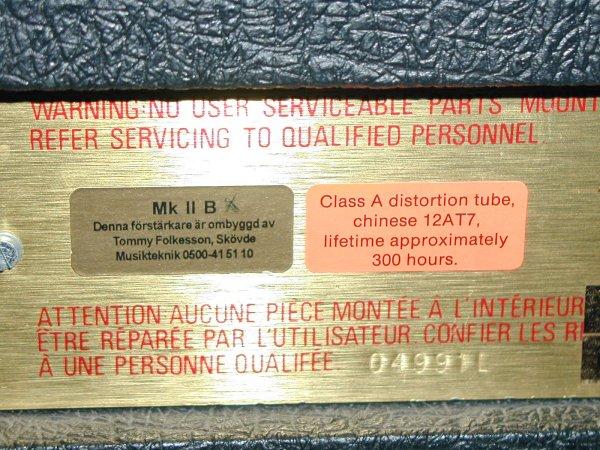 WARNING: NO USER SERVICEABLE PARTS MOUNT
REFER SERVICING TO QUALIFIED PERSONNEL.
Mk II B
Denna förstärkare är ombyggd av
Tommy Folkesson, Skövde
Musikteknik 0500-41 51 10
Class A distortion tube,
chinese 12AT7,
lifetime approximately
300 hours.
ATTENTION AUCUNE PIÈCE MONTÉE À L'INTÉRIEUR
ÊTRE RÉPARÉE PAR L'UTILISATEUR CONFIER LES
À UNE PERSONNE QUALIFÉE.